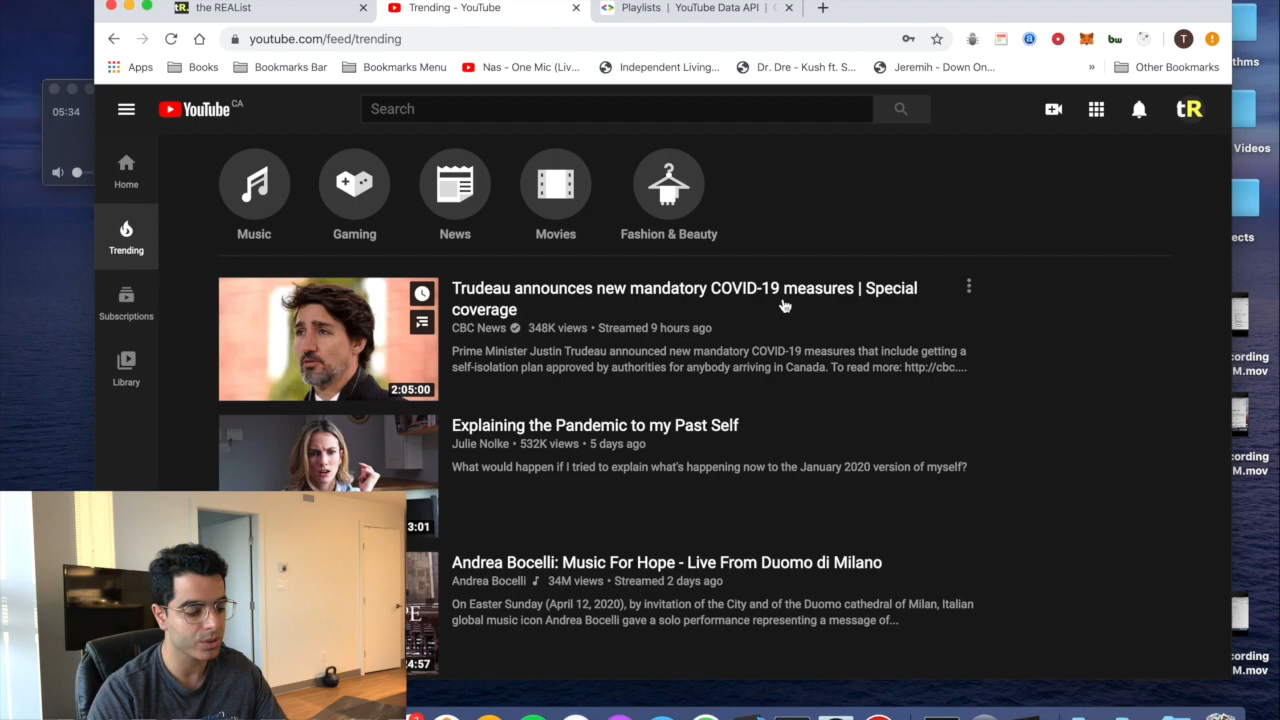 the REAList
Trending - YouTube
Playlists | YouTube Data API |
youtube.com/feed/trending
Apps
Books
Bookmarks Bar
Bookmarks Menu
Nas - One Mic (Liv...
Independent Living...
Dr. Dre - Kush ft. S...
Jeremih - Down On...
»
Other Bookmarks
T
bw
05:34
YouTube CA
Search
tR
Home
Trending
Subscriptions
Library
Music
Gaming
News
Movies
Fashion & Beauty
Trudeau announces new mandatory COVID-19 measures | Special
coverage
CBC News 348K views • Streamed 9 hours ago
Prime Minister Justin Trudeau announced new mandatory COVID-19 measures that include getting a
self-isolation plan approved by authorities for anybody arriving in Canada. To read more: http://cbc....
2:05:00
Explaining the Pandemic to my Past Self
Julie Nolke • 532K views • 5 days ago
What would happen if I tried to explain what's happening now to the January 2020 version of myself?
3:01
Andrea Bocelli: Music For Hope - Live From Duomo di Milano
Andrea Bocelli 34M views • Streamed 2 days ago
On Easter Sunday (April 12, 2020), by invitation of the City and of the Duomo cathedral of Milan, Italian
global music icon Andrea Bocelli gave a solo performance representing a message of...
4:57
Videos